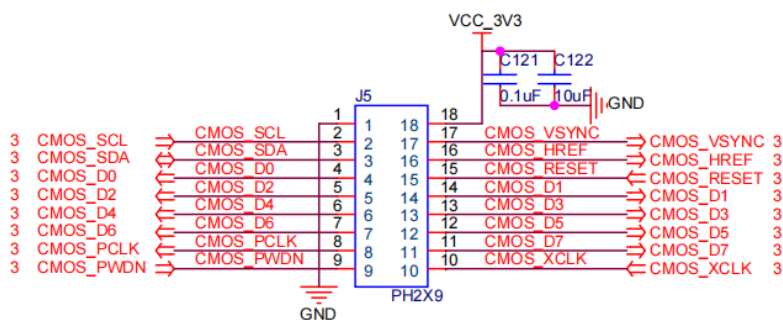 VCC_3V3
C121 C122
0.1uF 10uF GND
J5
1 1 18 18
3 CMOS_SCL CMOS_SCL 2 2 17 17 CMOS_VSYNC CMOS_VSYNC 3
3 CMOS_SDA CMOS_SDA 3 3 16 16 CMOS_HREF CMOS_HREF 3
3 CMOS_D0 CMOS_D0 4 4 15 15 CMOS_RESET CMOS_RESET 3
3 CMOS_D2 CMOS_D2 5 5 14 14 CMOS_D1 CMOS_D1 3
3 CMOS_D4 CMOS_D4 6 6 13 13 CMOS_D3 CMOS_D3 3
3 CMOS_D6 CMOS_D6 7 7 12 12 CMOS_D5 CMOS_D5 3
3 CMOS_PCLK CMOS_PCLK 8 8 11 11 CMOS_D7 CMOS_D7 3
3 CMOS_PWDN CMOS_PWDN 9 9 10 10 CMOS_XCLK CMOS_XCLK 3
PH2X9
GND